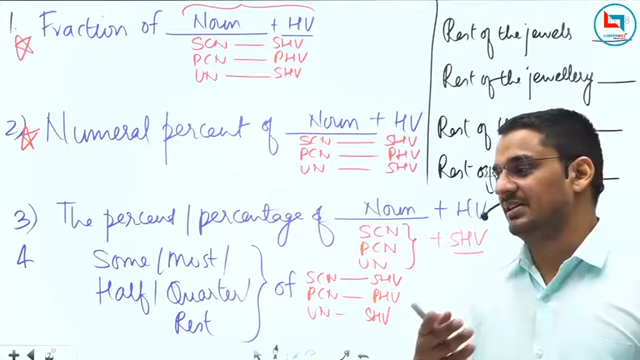 1. Fraction of Noun + HV
SCN — SHV
PCN — PHV
UN — SHV
2) Numeral percent of Noun + HV
SCN — SHV
PCN — PHV
UN — SHV
3) The percent/percentage of Noun + HV
SCN
PCN
UN
+ SHV
4 Some/Most/
Half/Quarter/
Rest
of
SCN — SHV
PCN — PHV
UN — SHV
Rest of the jewels
Rest of the jewellery
Rest of
Rest of